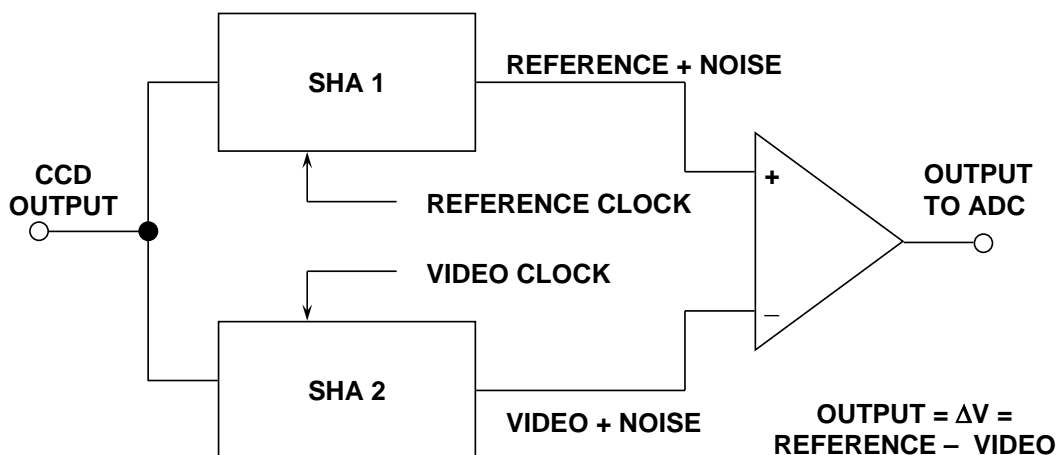 SHA 1
REFERENCE + NOISE
CCD
OUTPUT
REFERENCE CLOCK
+
OUTPUT
TO ADC
VIDEO CLOCK
–
SHA 2
VIDEO + NOISE
OUTPUT = ΔV =
REFERENCE – VIDEO